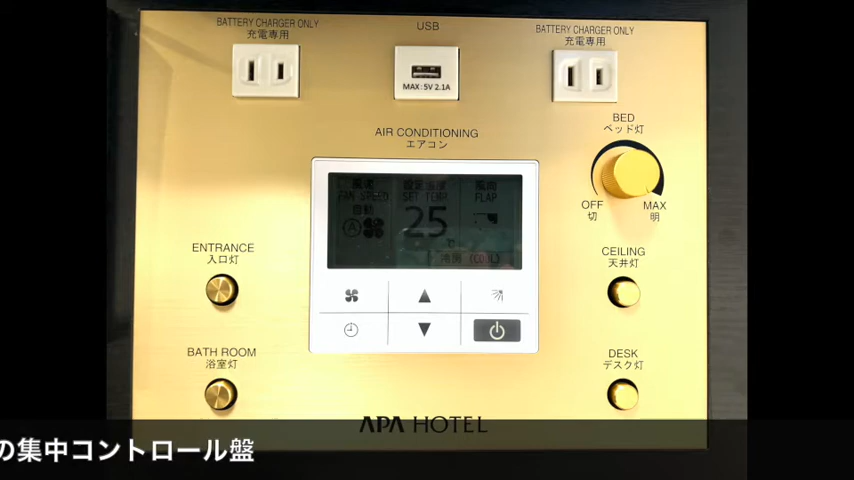 BATTERY CHARGER ONLY
充電専用
USB
BATTERY CHARGER ONLY
充電専用
MAX:5V 2.1A
AIR CONDITIONING
エアコン
BED
ベッド灯
OFF
切
MAX
明
風速
FAN SPEED
自動
A
設定温度
SET TEMP.
25
℃
風向
FLAP
冷房 (COOL)
ENTRANCE
入口灯
CEILING
天井灯
BATH ROOM
浴室灯
DESK
デスク灯
APA HOTEL
の集中コントロール盤